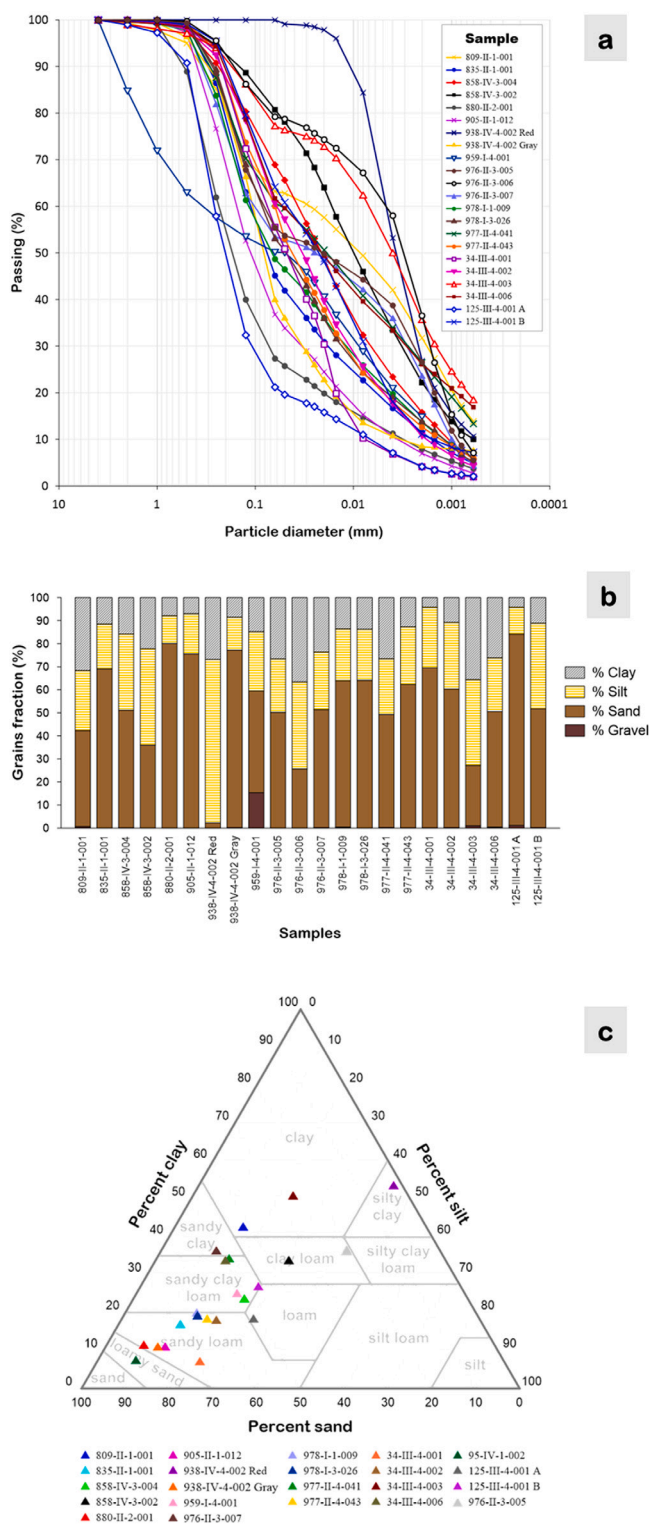 a
100
90
80
70
60
50
40
30
20
10
0
Passing (%)
10 1 0.1 0.01 0.001 0.0001
Particle diameter (mm)
Sample
809-II-1-001
835-II-1-001
858-IV-3-004
858-IV-3-002
880-II-2-001
905-II-1-012
938-IV-4-002 Red
938-IV-4-002 Gray
959-I-4-001
976-II-3-005
976-II-3-006
976-II-3-007
978-I-1-009
978-I-3-026
977-II-4-041
977-II-4-043
34-III-4-001
34-III-4-002
34-III-4-003
34-III-4-006
125-III-4-001 A
125-III-4-001 B
b
100
90
80
70
60
50
40
30
20
10
0
Grains fraction (%)
% Clay
% Silt
% Sand
% Gravel
809-II-1-001
835-II-1-001
858-IV-3-004
858-IV-3-002
880-II-2-001
905-II-1-012
938-IV-4-002 Red
938-IV-4-002 Gray
959-I-4-001
976-II-3-005
976-II-3-006
976-II-3-007
978-I-1-009
978-I-3-026
977-II-4-041
977-II-4-043
34-III-4-001
34-III-4-002
34-III-4-003
34-III-4-006
125-III-4-001 A
125-III-4-001 B
Samples
c
100 0
90 10
80 20
70 30
60 40
50 50
40 60
30 70
20 80
10 90
0 100
Percent clay
Percent silt
clay
silty
clay
sandy
clay
clay loam
silty clay
loam
sandy clay
loam
loam
silt loam
sandy loam
loamy sand
sand
silt
100 90 80 70 60 50 40 30 20 10 0
Percent sand
809-II-1-001 905-II-1-012 978-I-1-009 34-III-4-001 95-IV-1-002
835-II-1-001 938-IV-4-002 Red 978-I-3-026 34-III-4-002 125-III-4-001 A
858-IV-3-004 938-IV-4-002 Gray 977-II-4-041 34-III-4-003 125-III-4-001 B
858-IV-3-002 959-I-4-001 977-II-4-043 34-III-4-006 976-II-3-005
880-II-2-001 976-II-3-007